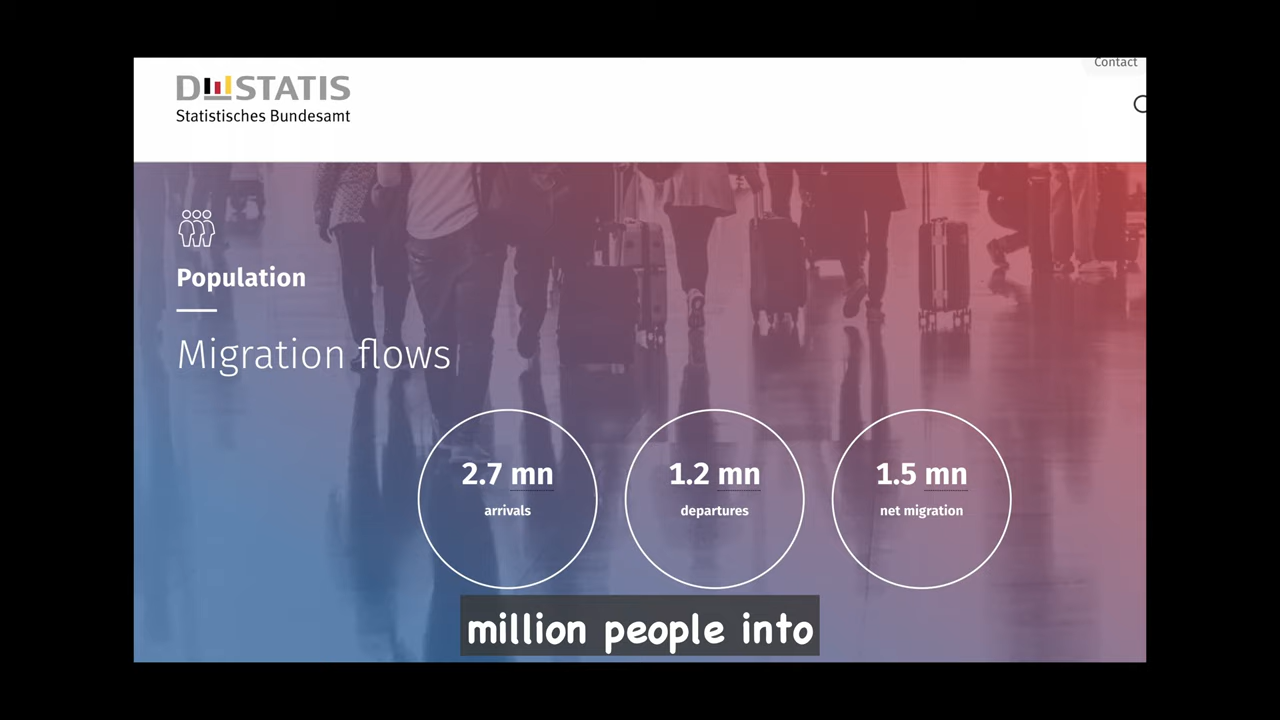 Contact
DESTATIS
Statistisches Bundesamt
Population
Migration flows
2.7 mn
arrivals
1.2 mn
departures
1.5 mn
net migration
million people into